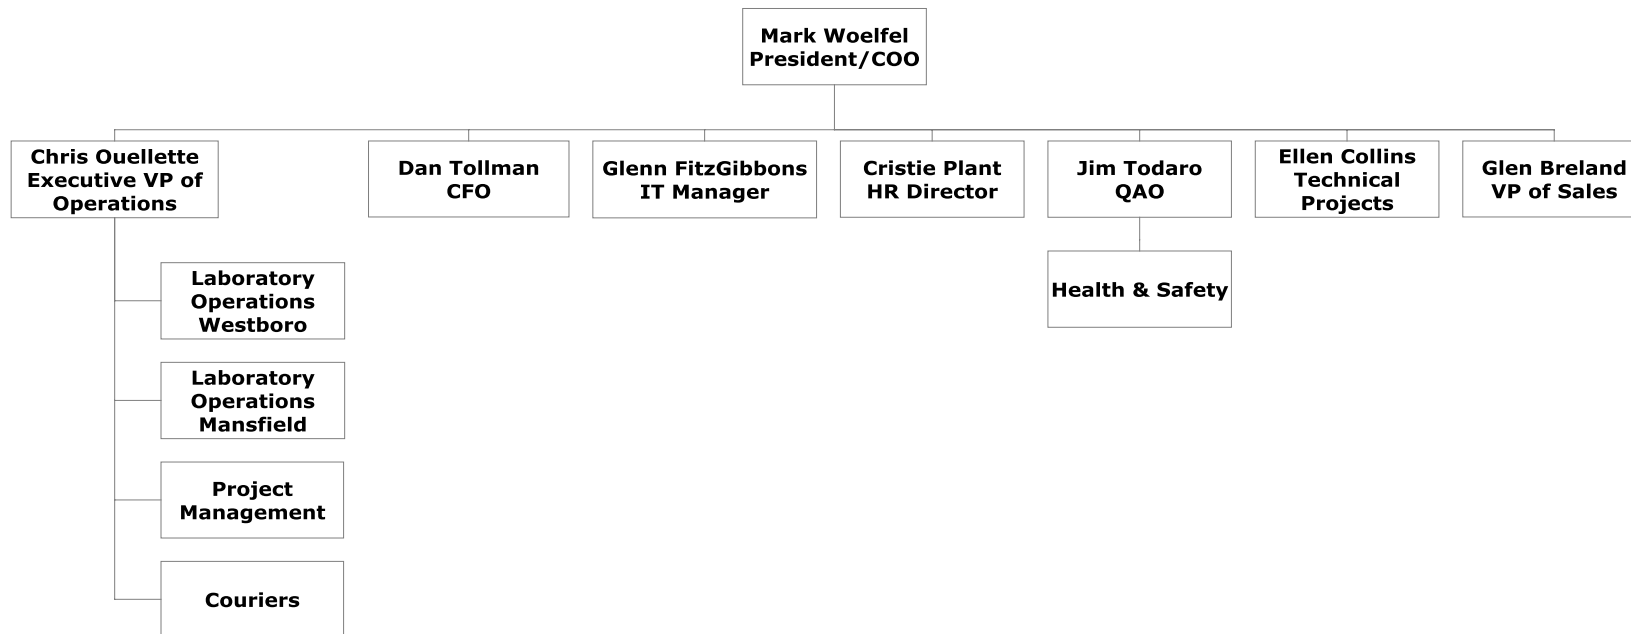 Mark Woelfel
President/COO
Chris Ouellette
Executive VP of
Operations
Dan Tollman
CFO
Glenn FitzGibbons
IT Manager
Cristie Plant
HR Director
Jim Todaro
QAO
Ellen Collins
Technical
Projects
Glen Breland
VP of Sales
Laboratory
Operations
Westboro
Health & Safety
Laboratory
Operations
Mansfield
Project
Management
Couriers